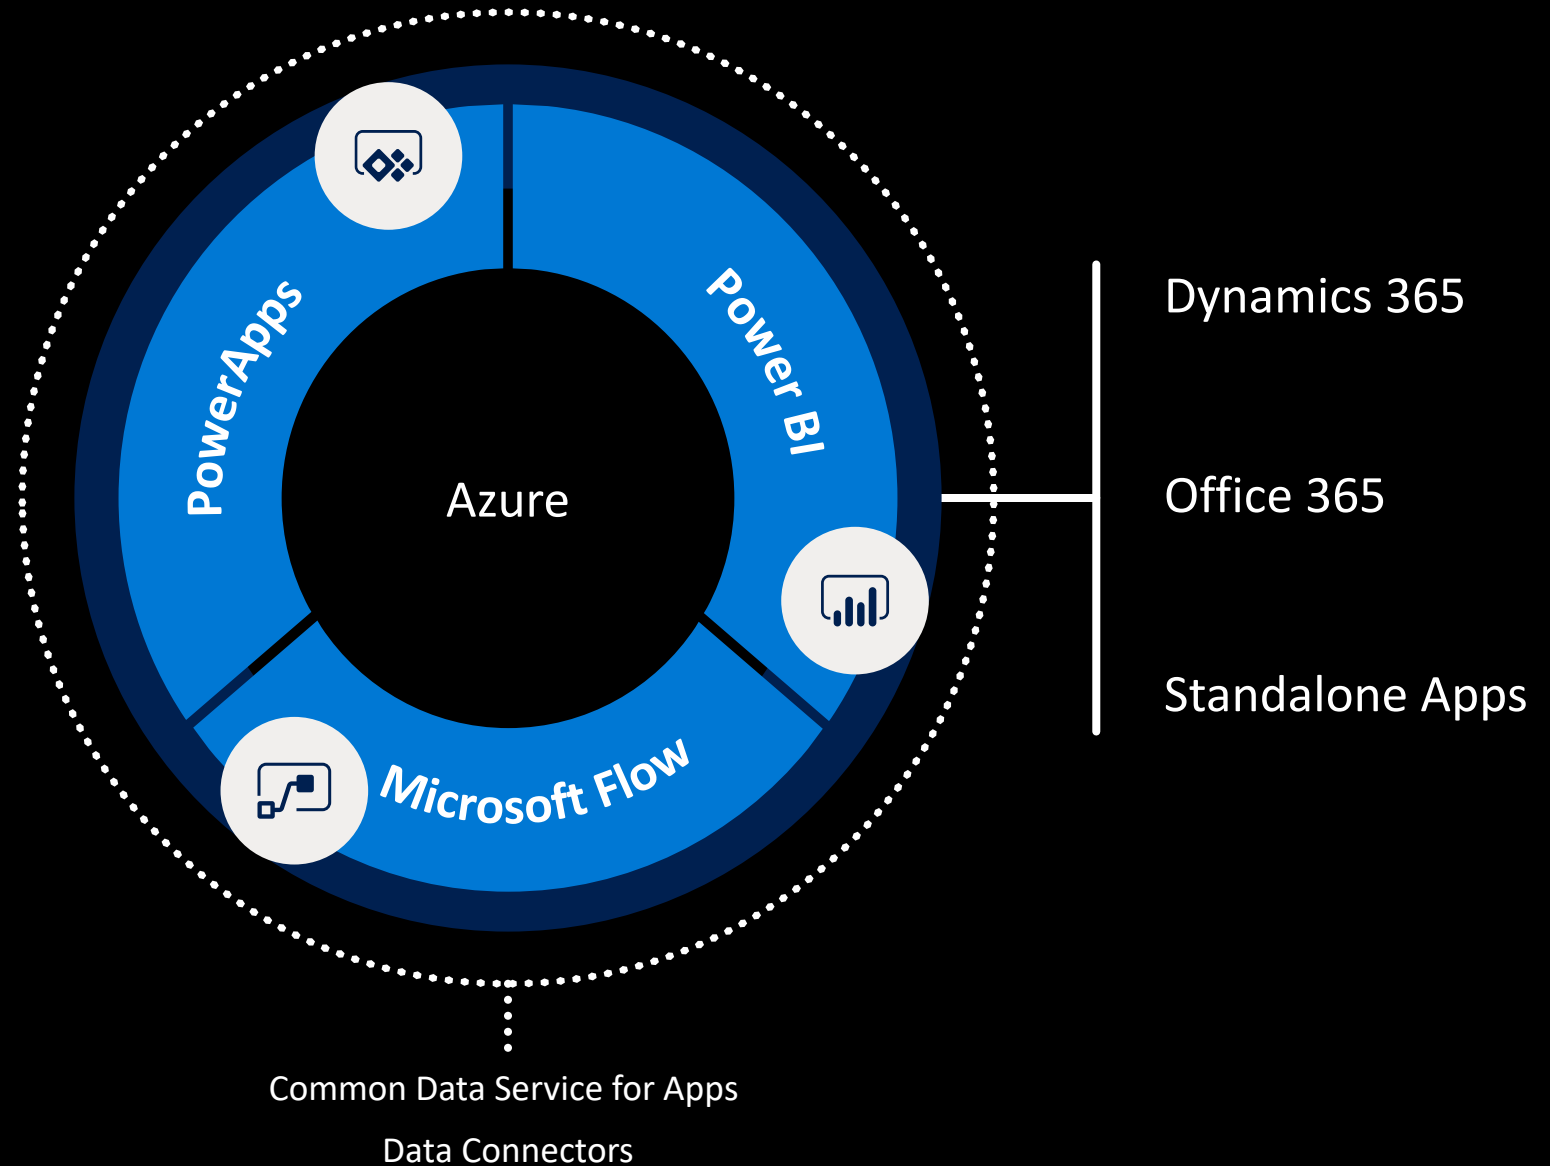 PowerApps
Power BI
Azure
Microsoft Flow
Dynamics 365
Office 365
Standalone Apps
Common Data Service for Apps
Data Connectors